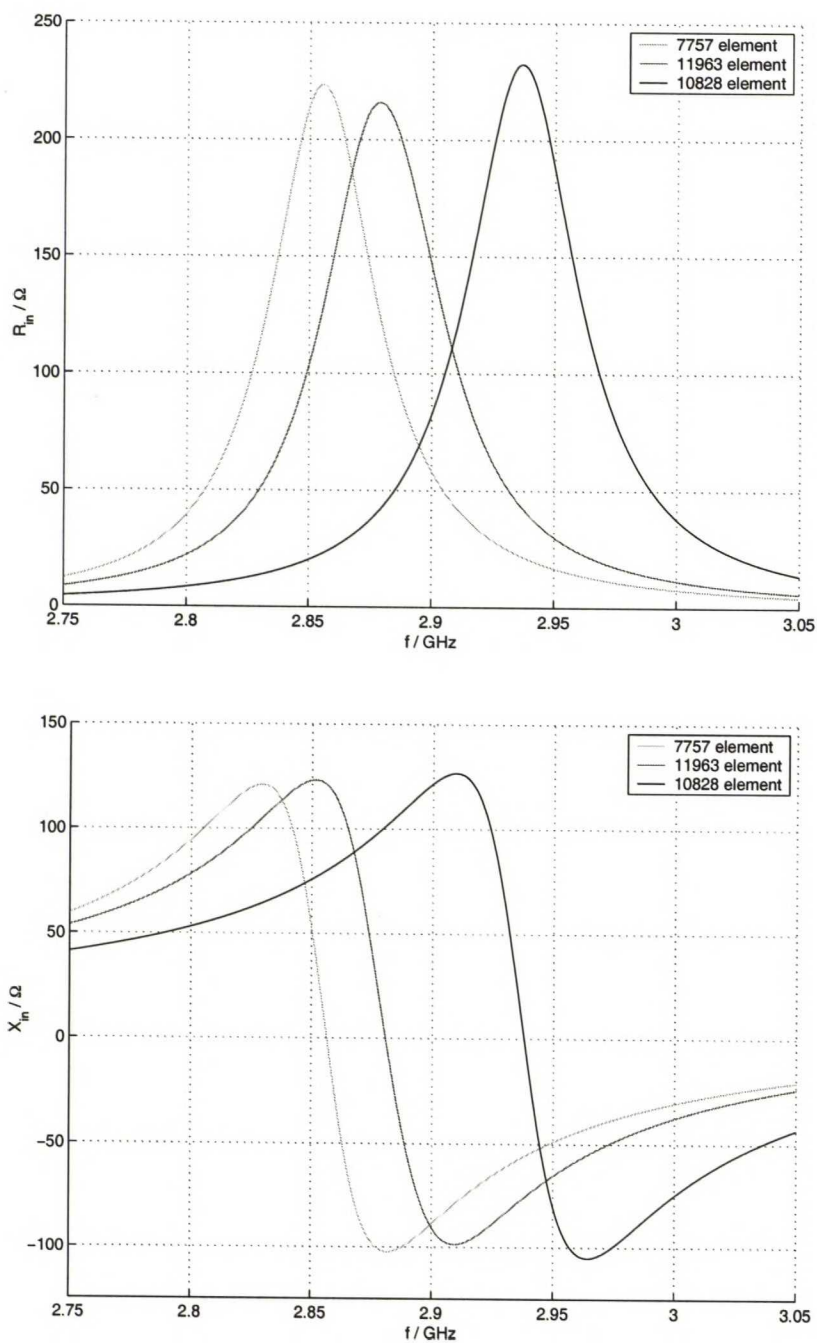 250
200
150
100
50
0
R_in / Ω
7757 element
11963 element
10828 element
2.75 2.8 2.85 2.9 2.95 3 3.05
f / GHz
150
100
50
0
−50
−100
X_in / Ω
7757 element
11963 element
10828 element
2.75 2.8 2.85 2.9 2.95 3 3.05
f / GHz